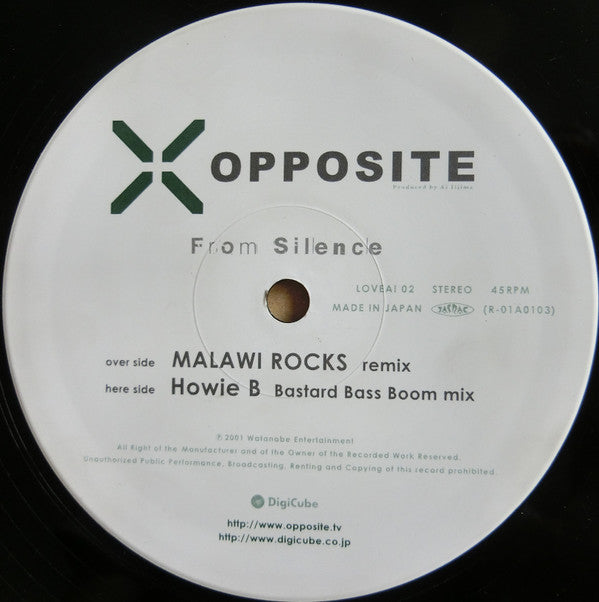 OPPOSITE
Produced by Ai Iijima
From Silence
LOVEAI 02 STEREO 45RPM
MADE IN JAPAN JASRAC (R-01A0103)
over side MALAWI ROCKS remix
here side Howie B Bastard Bass Boom mix
℗ 2001 Watanabe Entertainment
All Right of the Manufacturer and of the Owner of the Recorded Work Reserved.
Unauthorized Public Performance, Broadcasting, Renting and Copying of this record prohibited.
DigiCube
http://www.opposite.tv
http://www.digicube.co.jp